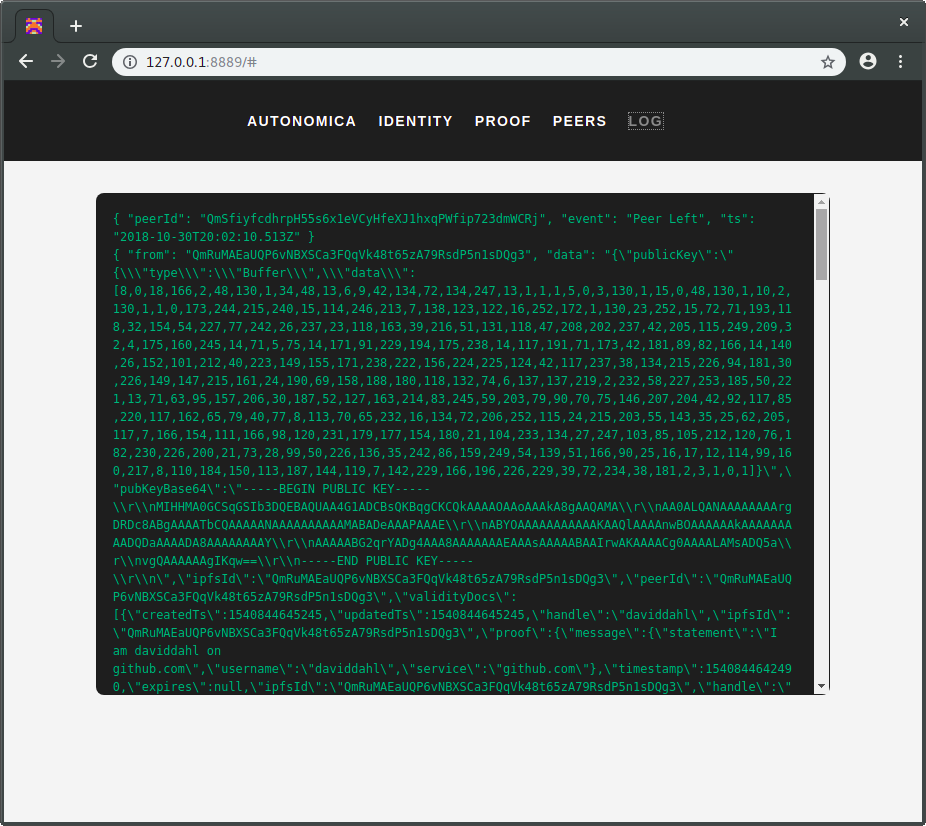 127.0.0.1:8889/#
AUTONOMICA IDENTITY PROOF PEERS LOG
{ "peerId": "QmSfiyfcdhrpH55s6x1eVCyHfeXJ1hxqPWfip723dmWCRj", "event": "Peer Left", "ts":
"2018-10-30T20:02:10.513Z" }
{ "from": "QmRuMAEaUQP6vNBXSCa3FQqVk48t65zA79RsdP5n1sDQg3", "data": "{\"publicKey\":\"
{\\\"type\\\":\\\"Buffer\\\",\\\"data\\\":
[8,0,18,166,2,48,130,1,34,48,13,6,9,42,134,72,134,247,13,1,1,1,5,0,3,130,1,15,0,48,130,1,10,2,
130,1,1,0,173,244,215,240,15,114,246,213,7,138,123,122,16,252,172,1,130,23,252,15,72,71,193,11
8,32,154,54,227,77,242,26,237,23,118,163,39,216,51,131,118,47,208,202,237,42,205,115,249,209,3
2,4,175,160,245,14,71,5,75,14,171,91,229,194,175,238,14,117,191,71,173,42,181,89,82,166,14,140
,26,152,101,212,40,223,149,155,171,238,222,156,224,225,124,42,117,237,38,134,215,226,94,181,30
,226,149,147,215,161,24,190,69,158,188,180,118,132,74,6,137,137,219,2,232,58,227,253,185,50,22
1,13,71,63,95,157,206,30,187,52,127,163,214,83,245,59,203,79,90,70,75,146,207,204,42,92,117,85
,220,117,162,65,79,40,77,8,113,70,65,232,16,134,72,206,252,115,24,215,203,55,143,35,25,62,205,
117,7,166,154,111,166,98,120,231,179,177,154,180,21,104,233,134,27,247,103,85,105,212,120,76,1
82,230,226,200,21,73,28,99,50,226,136,35,242,86,159,249,54,139,51,166,90,25,16,17,12,114,99,16
0,217,8,110,184,150,113,187,144,119,7,142,229,166,196,226,229,39,72,234,38,181,2,3,1,0,1]}\",\
"pubKeyBase64\":\"-----BEGIN PUBLIC KEY-----
\\r\\nMIHHMA0GCSqGSIb3DQEBAQUAA4G1ADCBsQKBqgCKCQkAAAAOAAoAAAkA8gAAQAMA\\r\\nAA0ALQANAAAAAAAArg
DRDc8ABgAAAATbCQAAAAANAAAAAAAAAAMABADeAAAPAAAE\\r\\nABYOAAAAAAAAAAAKAAQlAAAAnwBOAAAAAAkAAAAAAA
AADQDaAAAADA8AAAAAAAAY\\r\\nAAAAABG2qrYADg4AAA8AAAAAAAEAAAsAAAAABAAIrwAKAAAACg0AAAALAMsADQ5a\\
r\\nvgQAAAAAAgIKqw==\\r\\n-----END PUBLIC KEY-----
\\r\\n\",\"ipfsId\":\"QmRuMAEaUQP6vNBXSCa3FQqVk48t65zA79RsdP5n1sDQg3\",\"peerId\":\"QmRuMAEaUQ
P6vNBXSCa3FQqVk48t65zA79RsdP5n1sDQg3\",\"validityDocs\":
[{\"createdTs\":1540844645245,\"updatedTs\":1540844645245,\"handle\":\"daviddahl\",\"ipfsId\":
\"QmRuMAEaUQP6vNBXSCa3FQqVk48t65zA79RsdP5n1sDQg3\",\"proof\":{\"message\":{\"statement\":\"I
am daviddahl on
github.com\",\"username\":\"daviddahl\",\"service\":\"github.com\"},\"timestamp\":154084464249
0,\"expires\":null,\"ipfsId\":\"QmRuMAEaUQP6vNBXSCa3FQqVk48t65zA79RsdP5n1sDQg3\",\"handle\":\"